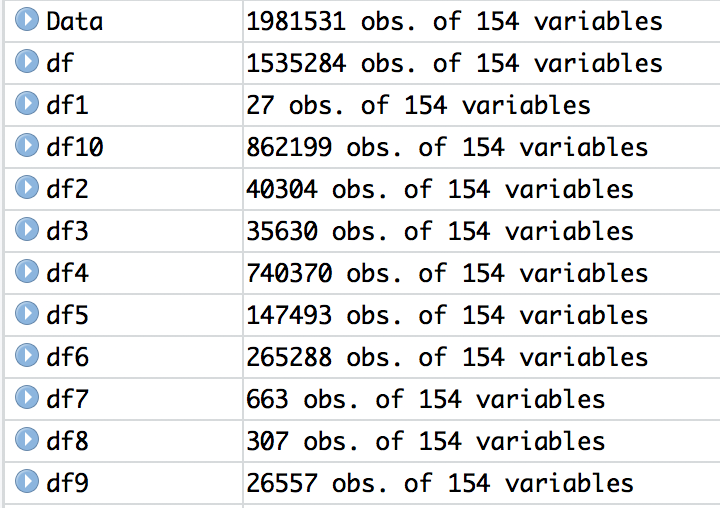 Data 1981531 obs. of 154 variables
df 1535284 obs. of 154 variables
df1 27 obs. of 154 variables
df10 862199 obs. of 154 variables
df2 40304 obs. of 154 variables
df3 35630 obs. of 154 variables
df4 740370 obs. of 154 variables
df5 147493 obs. of 154 variables
df6 265288 obs. of 154 variables
df7 663 obs. of 154 variables
df8 307 obs. of 154 variables
df9 26557 obs. of 154 variables